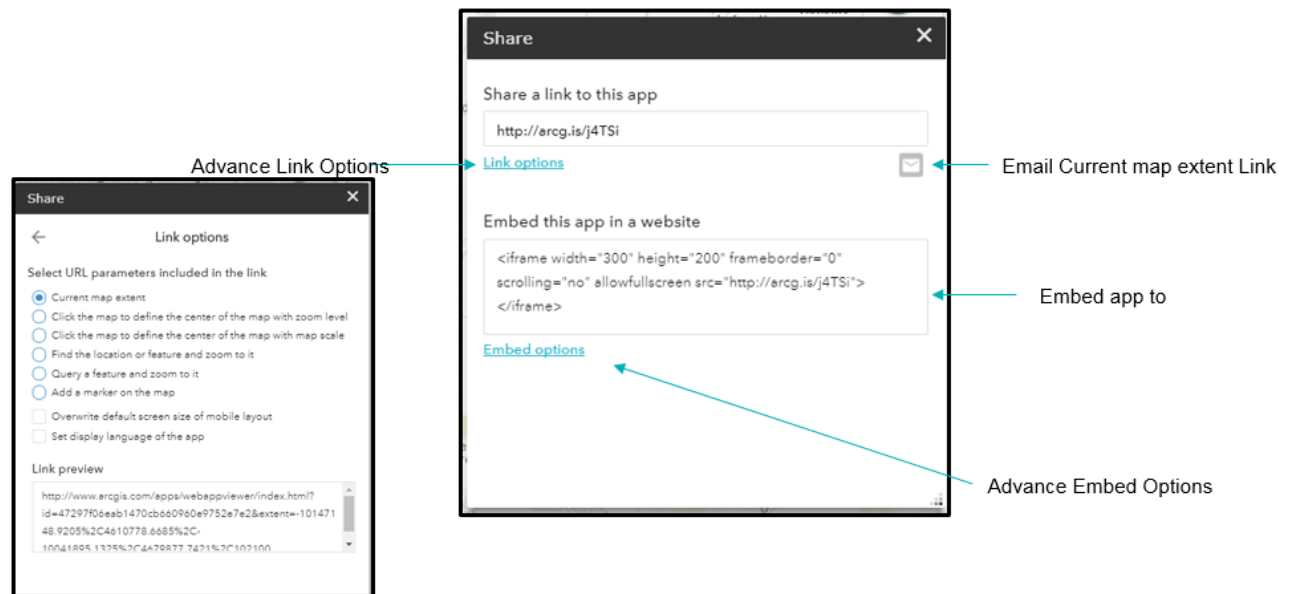 Share
Share a link to this app
http://arcg.is/j4TSi
Advance Link Options
Link options
Email Current map extent Link
Embed this app in a website
<iframe width="300" height="200" frameborder="0"
scrolling="no" allowfullscreen src="http://arcg.is/j4TSi">
</iframe>
Embed app to
Embed options
Advance Embed Options
Share
Link options
Select URL parameters included in the link
Current map extent
Click the map to define the center of the map with zoom level
Click the map to define the center of the map with map scale
Find the location or feature and zoom to it
Query a feature and zoom to it
Add a marker on the map
Overwrite default screen size of mobile layout
Set display language of the app
Link preview
http://www.arcgis.com/apps/webappviewer/index.html?
id=47297f06eab1470cb660960e9752e7e2&extent=-101471
48.9205%2C4610778.6685%2C-
10041895.1325%2C4679877.7421%2C102100